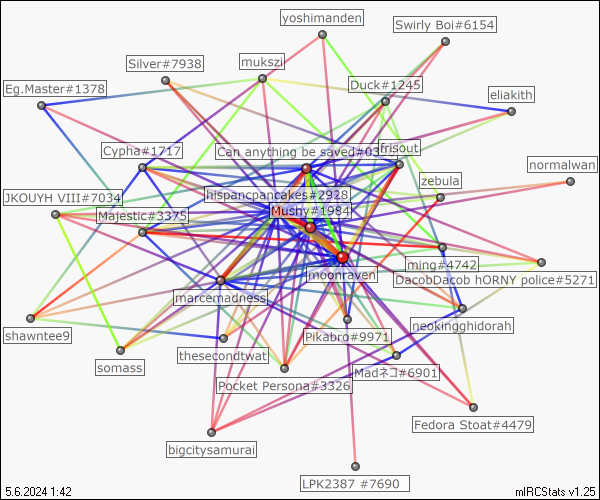 yoshimanden
Swirly Boi#6154
Silver#7938
mukszi
Duck#1245
Eg.Master#1378
eliakith
Cypha#1717
Can anything be saved#03
frisout
normalwan
zebula
JKOUYH VIII#7034
hispancpancakes#2928
Majestic#3375
Mushy#1984
ming#4742
moonraven
DacobDacob hORNY police#5271
marcemadness
neokingghidorah
shawntee9
thesecondtwat
Pikabro#9971
somass
Madネコ#6901
Pocket Persona#3326
Fedora Stoat#4479
bigcitysamurai
LPK2387 #7690
5.6.2024 1:42
mIRCStats v1.25